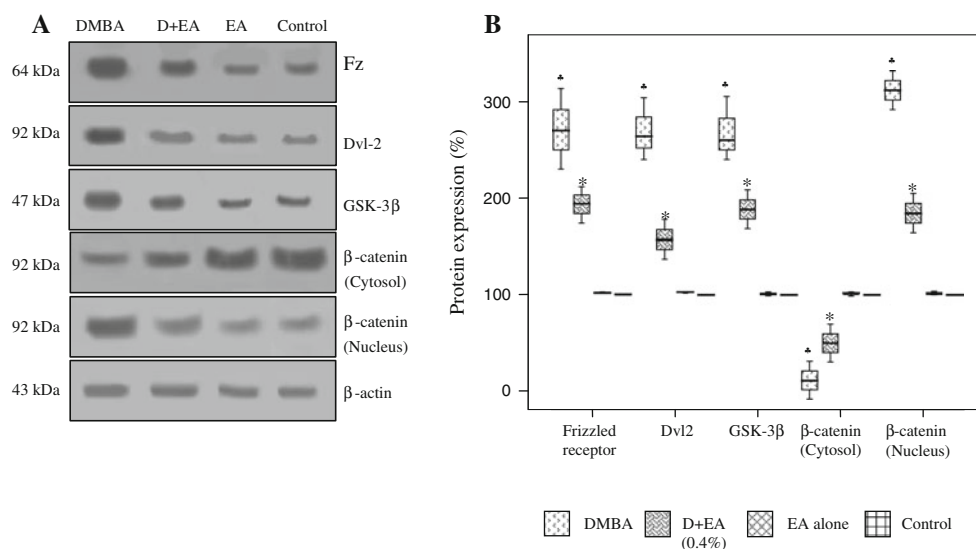 A
DMBA D+EA EA Control
64 kDa Fz
92 kDa Dvl-2
47 kDa GSK-3β
92 kDa β-catenin
(Cytosol)
92 kDa β-catenin
(Nucleus)
43 kDa β-actin
B
Protein expression (%)
300
200
100
0
♣ ♣ ♣ ♣ ♣
* * * * *
Frizzled receptor
Dvl2
GSK-3β
β-catenin (Cytosol)
β-catenin (Nucleus)
DMBA D+EA (0.4%) EA alone Control